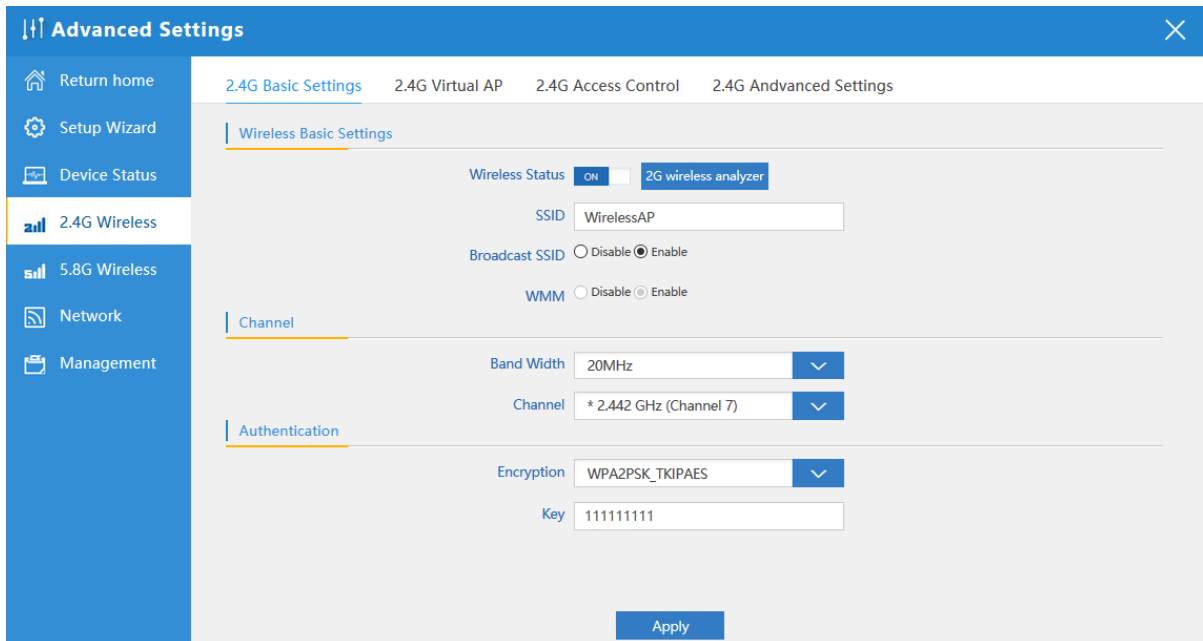 Advanced Settings
Return home
Setup Wizard
Device Status
2.4G Wireless
5.8G Wireless
Network
Management
2.4G Basic Settings 2.4G Virtual AP 2.4G Access Control 2.4G Andvanced Settings
Wireless Basic Settings
Wireless Status ON 2G wireless analyzer
SSID WirelessAP
Broadcast SSID Disable Enable
WMM Disable Enable
Channel
Band Width 20MHz
Channel * 2.442 GHz (Channel 7)
Authentication
Encryption WPA2PSK_TKIPAES
Key 111111111
Apply